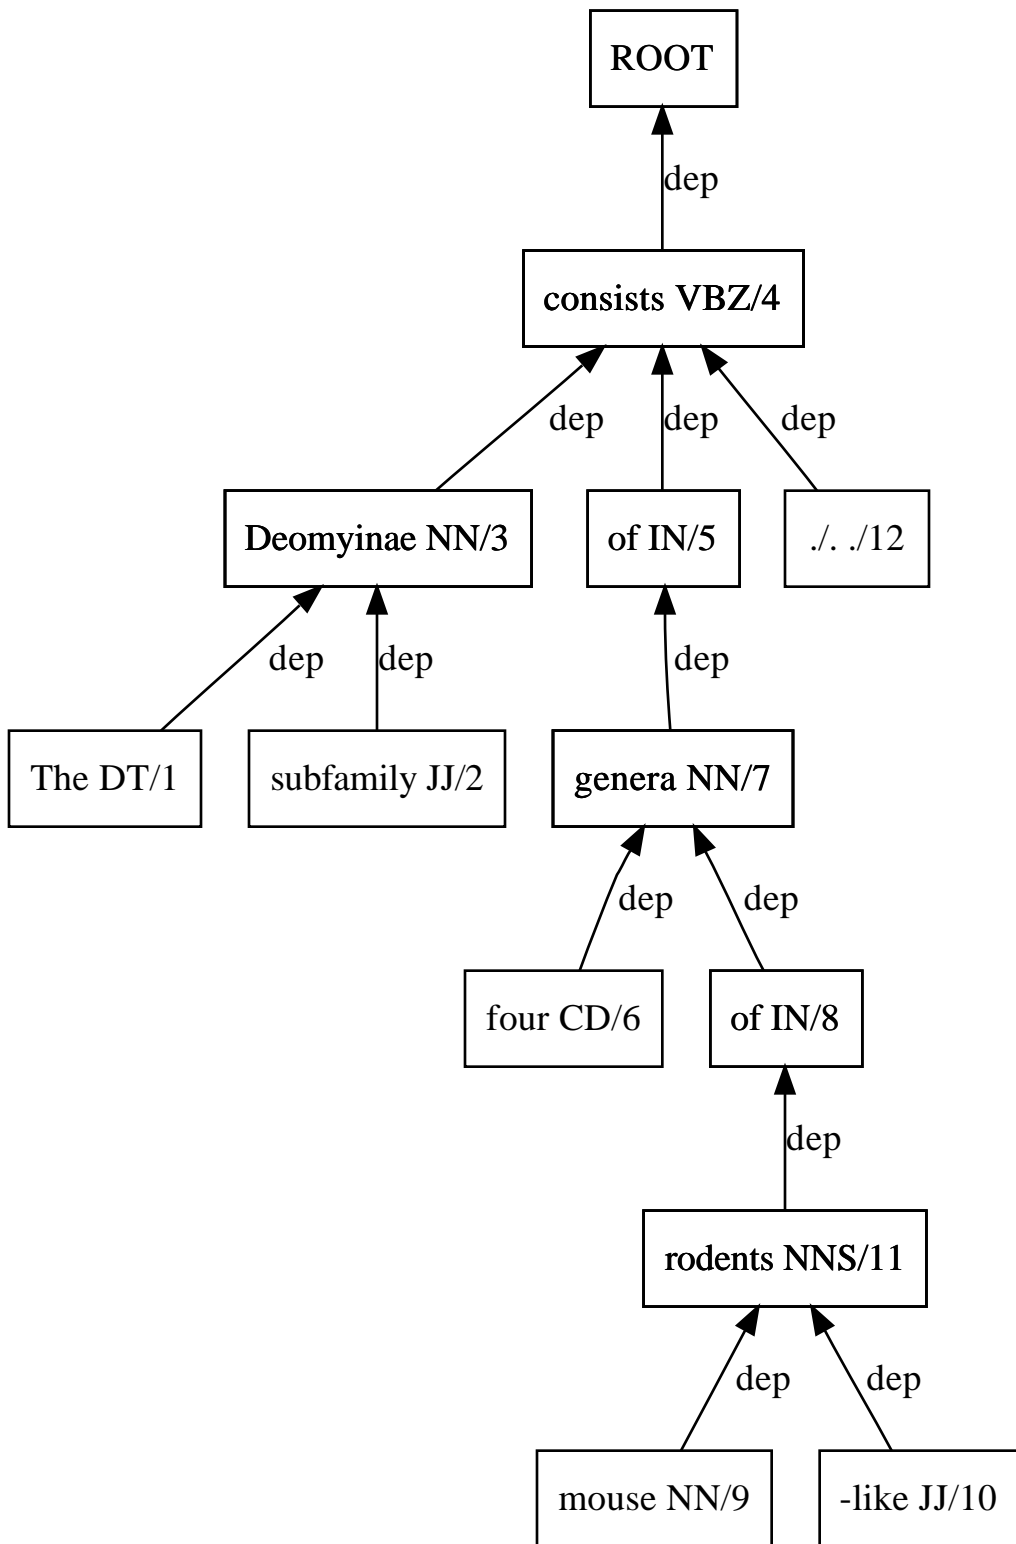 ROOT
dep
consists VBZ/4
dep dep dep
Deomyinae NN/3 of IN/5 ./. ./12
dep dep dep
The DT/1 subfamily JJ/2 genera NN/7
dep dep
four CD/6 of IN/8
dep
rodents NNS/11
dep dep
mouse NN/9 -like JJ/10